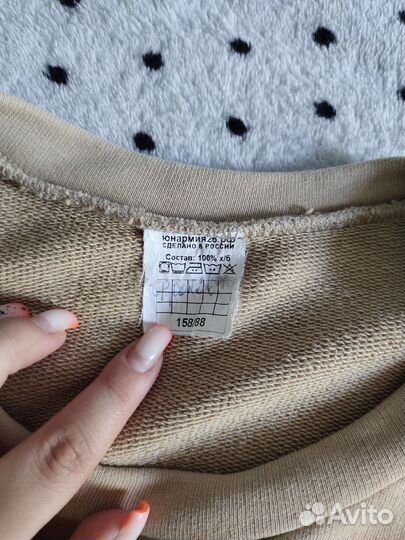 юнармия26.рф
СДЕЛАНО В РОССИИ
Состав: 100% х/б
158/88
Avito